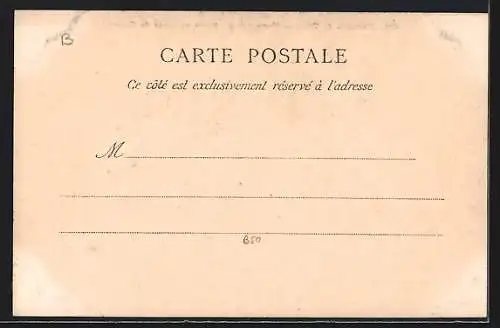 B
CARTE POSTALE
Ce côté est exclusivement réservé à l'adresse
M
B50